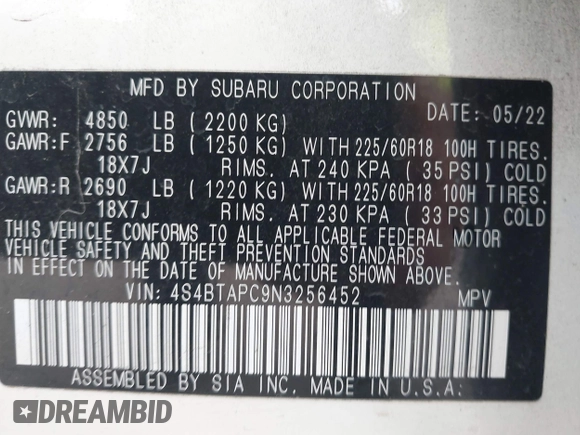 MFD BY SUBARU CORPORATION
DATE: 05/22
GVWR: 4850 LB ( 2200 KG)
GAWR:F 2756 LB ( 1250 KG) WITH 225/60R18 100H TIRES.
18X7J RIMS. AT 240 KPA ( 35 PSI) COLD
GAWR:R 2690 LB ( 1220 KG) WITH 225/60R18 100H TIRES.
18X7J RIMS. AT 230 KPA ( 33 PSI) COLD
THIS VEHICLE CONFORMS TO ALL APPLICABLE FEDERAL MOTOR
VEHICLE SAFETY AND THEFT PREVENTION STANDARDS
IN EFFECT ON THE DATE OF MANUFACTURE SHOWN ABOVE.
VIN: 4S4BTAPC9N3256452 MPV
ASSEMBLED BY SIA INC. MADE IN U.S.A.
DREAMBID